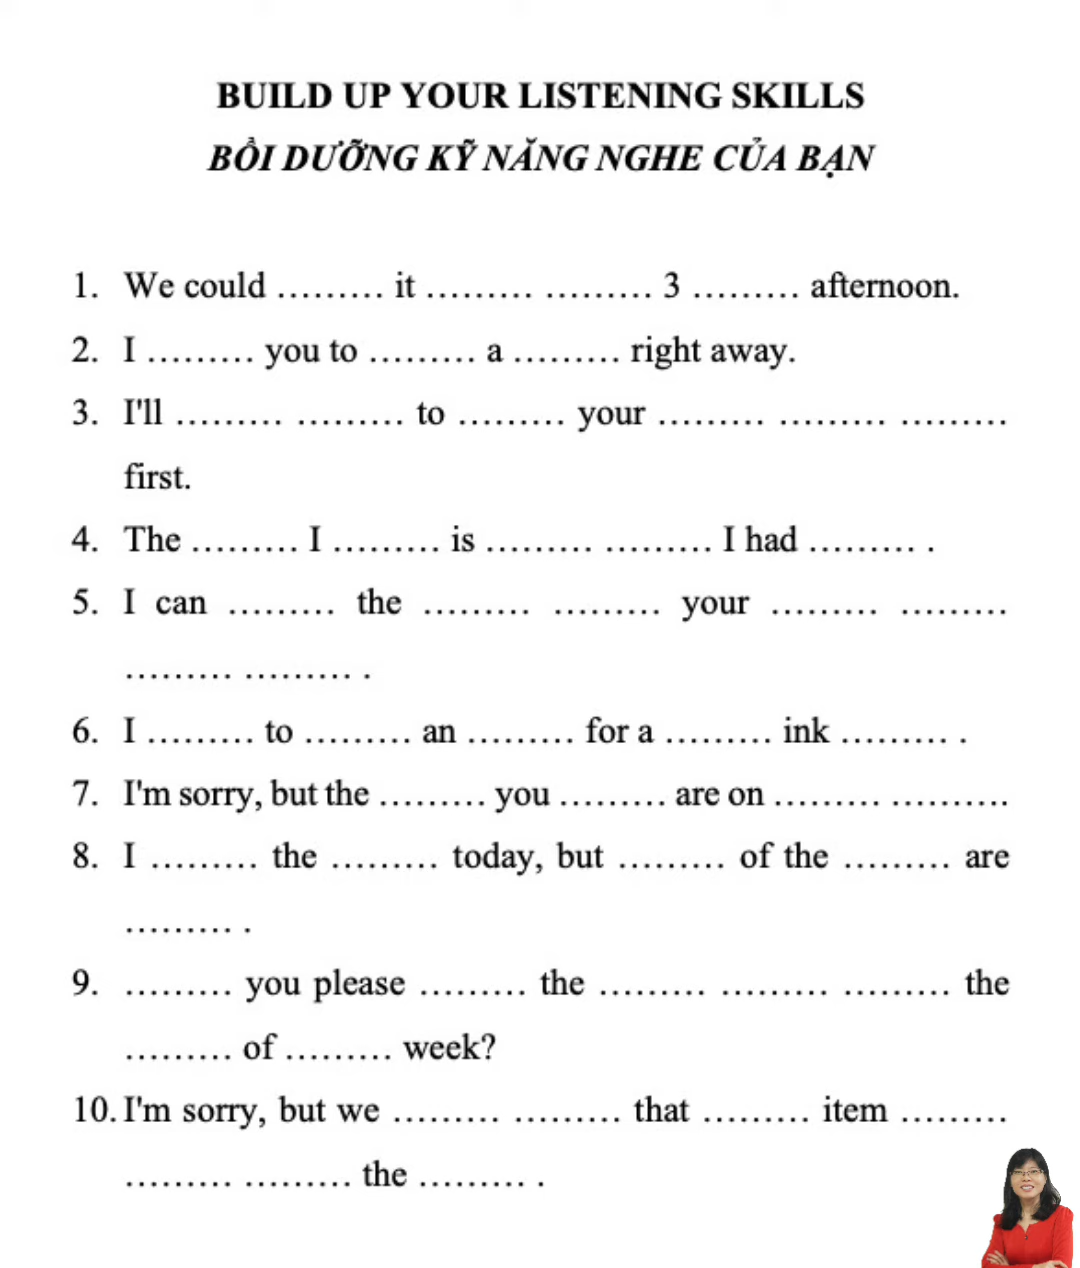 BUILD UP YOUR LISTENING SKILLS
BỒI DƯỠNG KỸ NĂNG NGHE CỦA BẠN
1. We could ……… it ……… ……… 3 ……… afternoon.
2. I ……… you to ……… a ……… right away.
3. I'll ……… ……… to ……… your ……… ……… ………
first.
4. The ……… I ……… is ……… ……… I had ……… .
5. I can ……… the ……… ……… your ……… ………
……… ……… .
6. I ……… to ……… an ……… for a ……… ink ……… .
7. I'm sorry, but the ……… you ……… are on ……… ……….
8. I ……… the ……… today, but ……… of the ……… are
……… .
9. ……… you please ……… the ……… ……… ……… the
……… of ……… week?
10. I'm sorry, but we ……… ……… that ……… item ………
……… ……… the ……… .